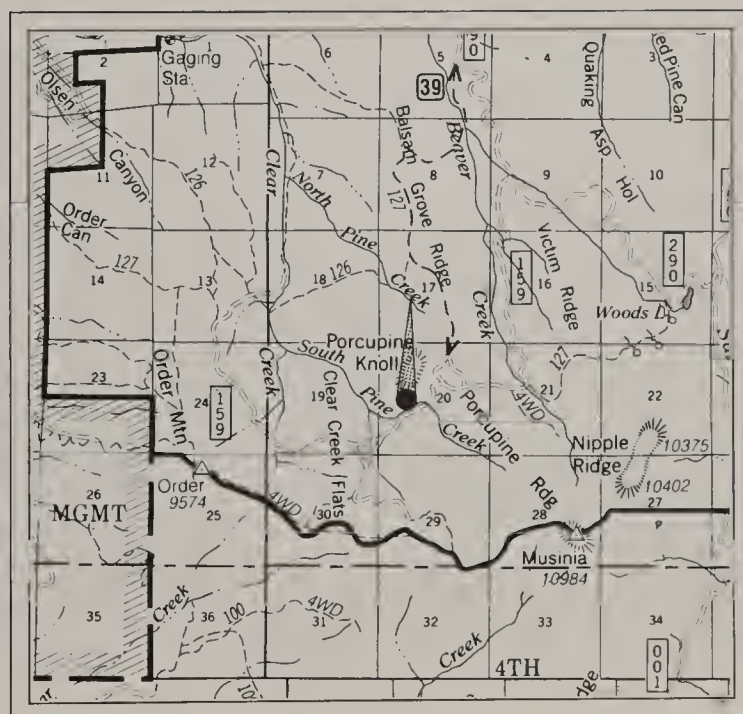 2
1
6
5
4
3
Gaging
Sta.
39
Quaking
Asp
Hol
edPine Can
Olsen
Canyon
126
12
11
Clear
7
North
Pine
Creek
Balsam
Grove
Ridge
127
8
Beaver
Creek
9
10
Order
Can
127
14
13
18
126
17
Victim
Ridge
16
15
290
Woods L
Porcupine
Knoll
23
Order Mtn
24
159
Creek
South
Pine
Creek
19
Clear Creek Flats
20
Porcupine
Rdg
4WD
21
127
22
Nipple
Ridge
10375
10402
Order
9574
26
MGMT
25
4WD
30
29
28
27
Musinia
10984
35
Creek
36
100
4WD
31
32
Creek
33
34
4TH
001